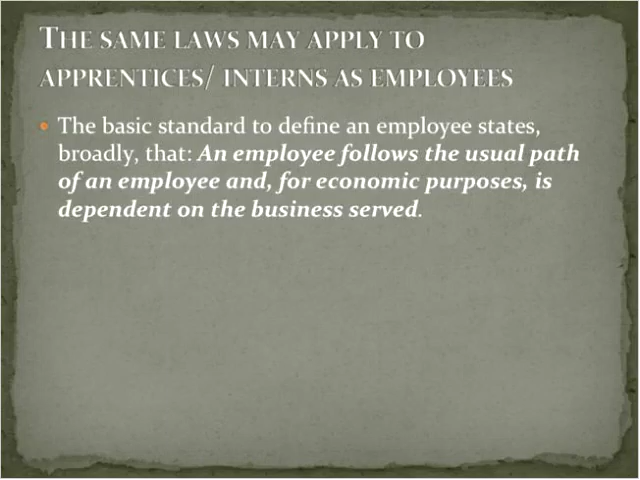 THE SAME LAWS MAY APPLY TO
APPRENTICES/ INTERNS AS EMPLOYEES
• The basic standard to define an employee states,
broadly, that: An employee follows the usual path
of an employee and, for economic purposes, is
dependent on the business served.